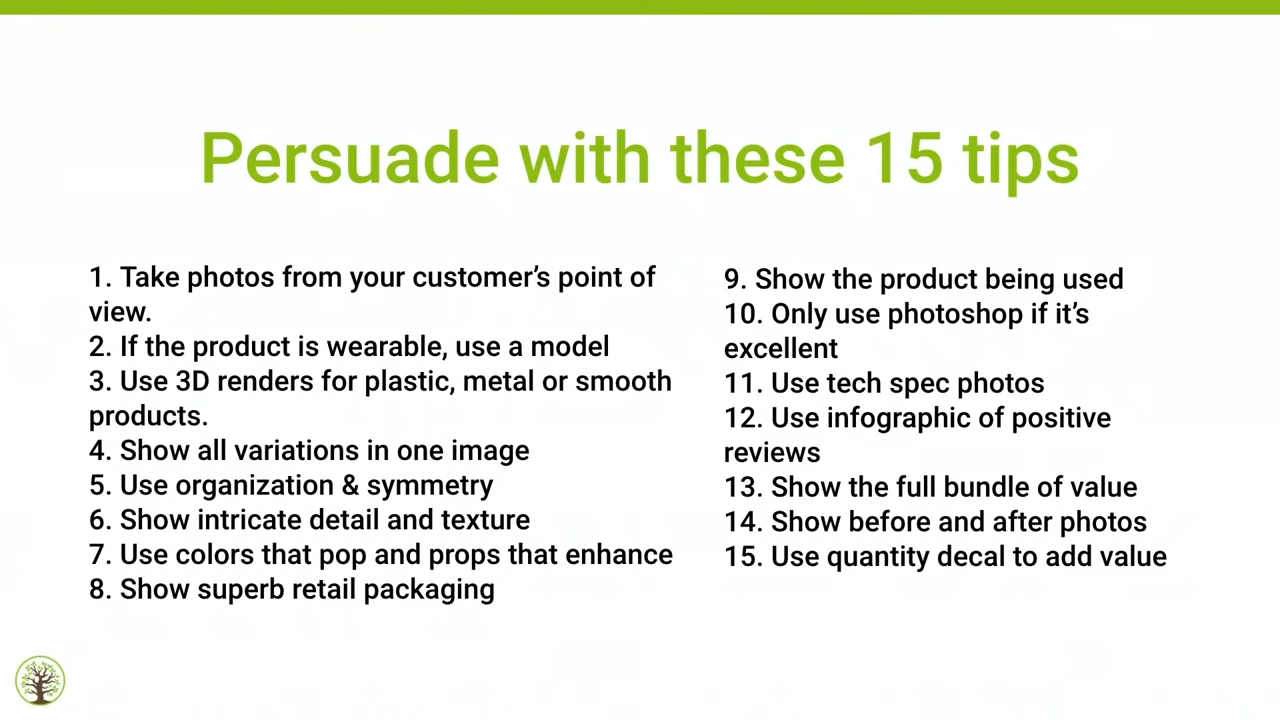 Persuade with these 15 tips
1. Take photos from your customer’s point of
view.
2. If the product is wearable, use a model
3. Use 3D renders for plastic, metal or smooth
products.
4. Show all variations in one image
5. Use organization & symmetry
6. Show intricate detail and texture
7. Use colors that pop and props that enhance
8. Show superb retail packaging
9. Show the product being used
10. Only use photoshop if it’s
excellent
11. Use tech spec photos
12. Use infographic of positive
reviews
13. Show the full bundle of value
14. Show before and after photos
15. Use quantity decal to add value